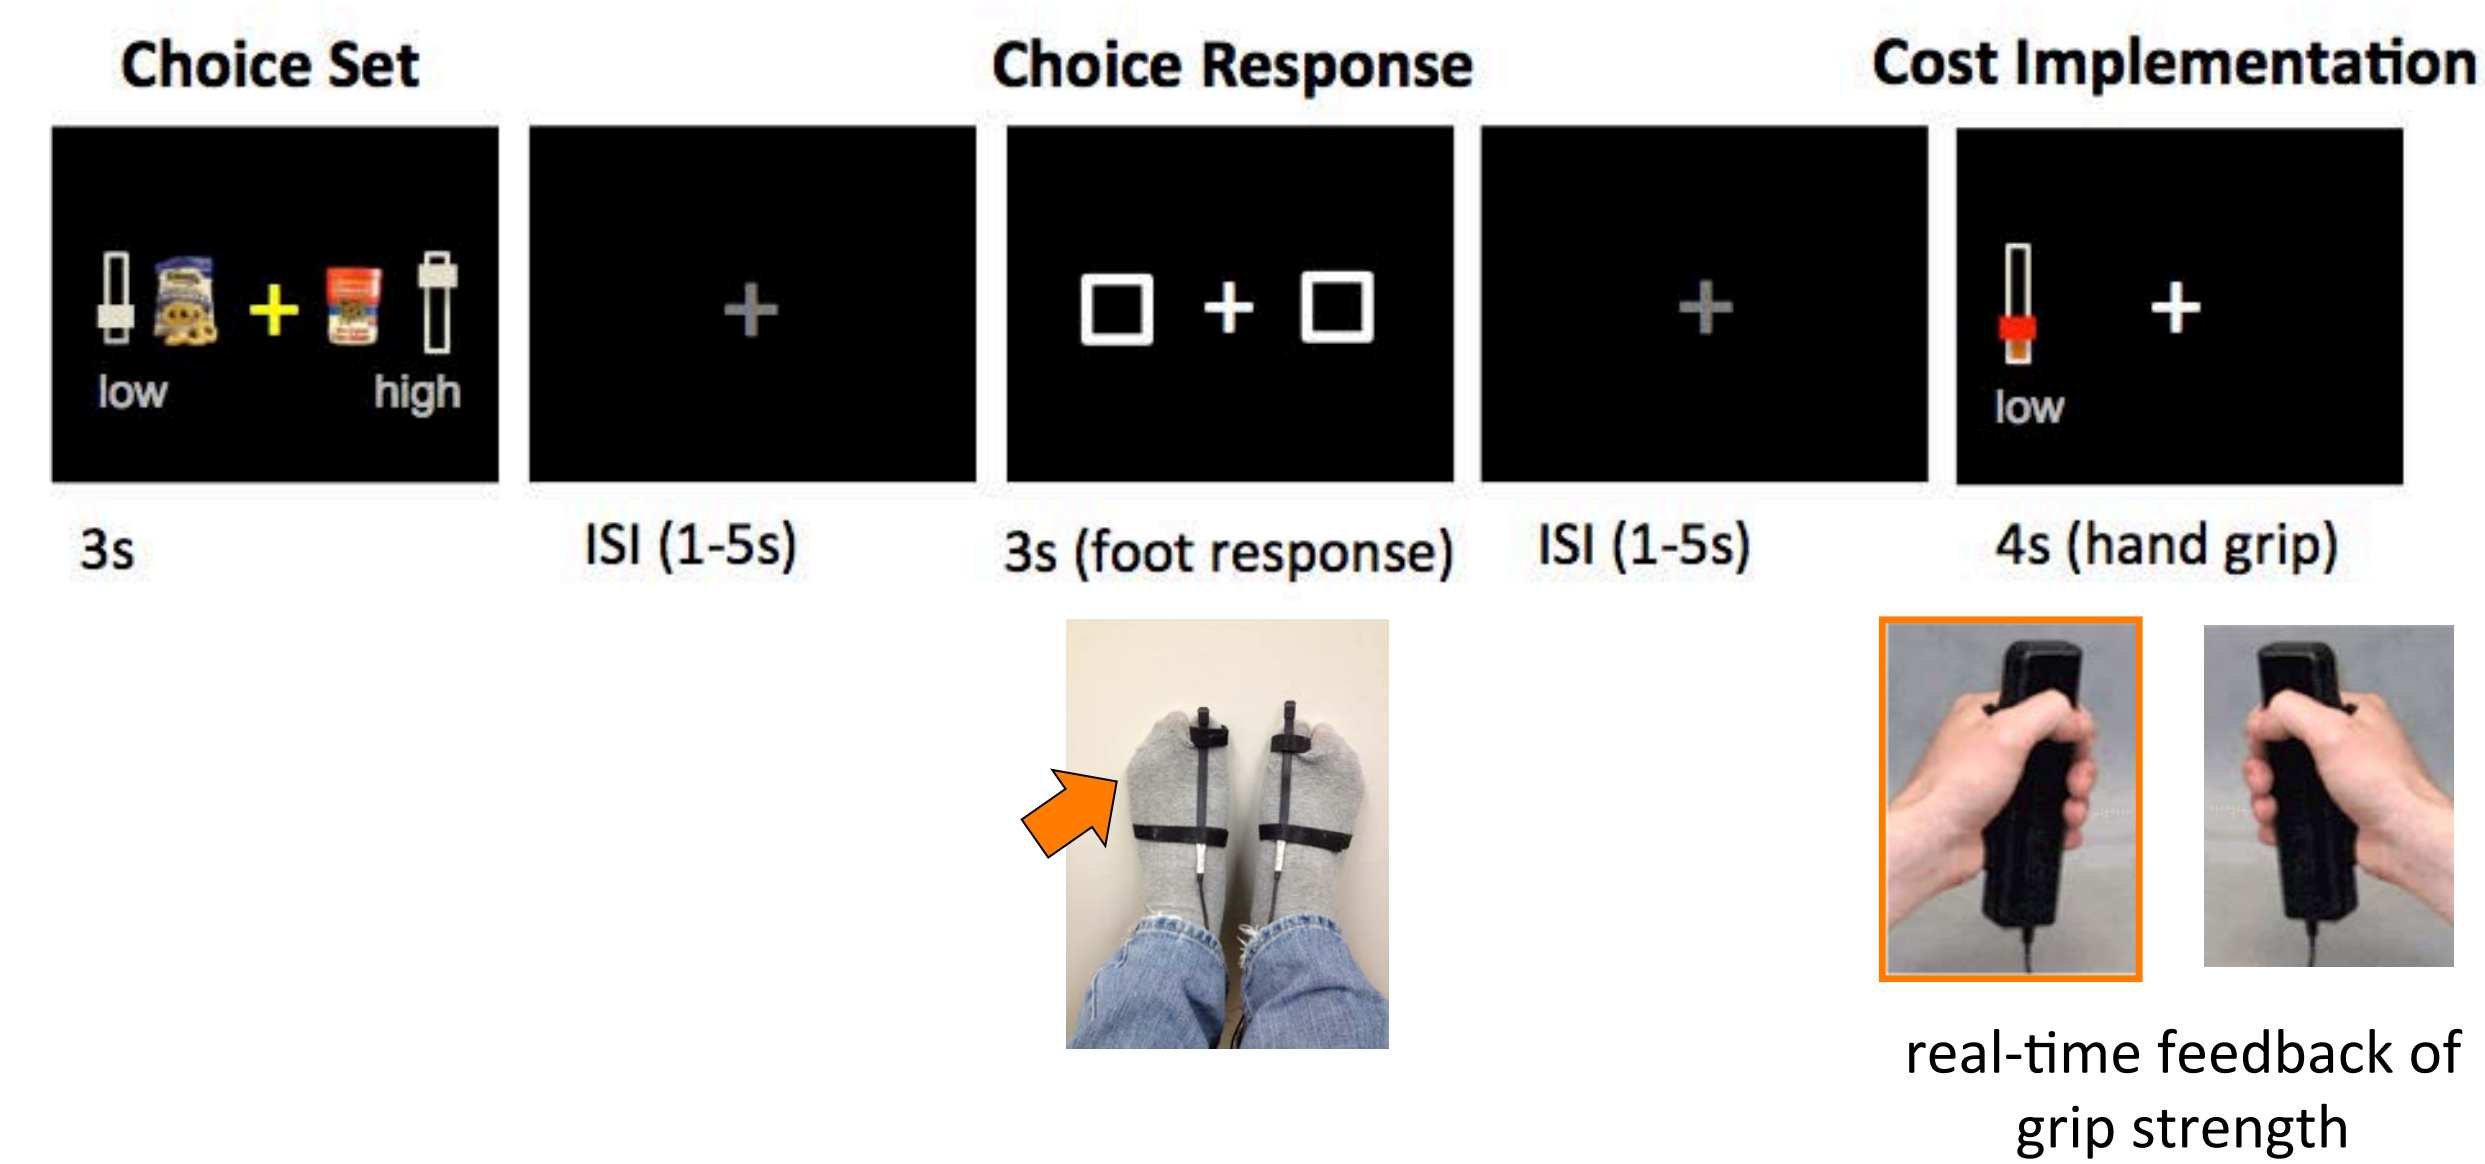 Choice Set
Choice Response
Cost Implementation
low
high
low
3s
ISI (1-5s)
3s (foot response)
ISI (1-5s)
4s (hand grip)
real-time feedback of
grip strength